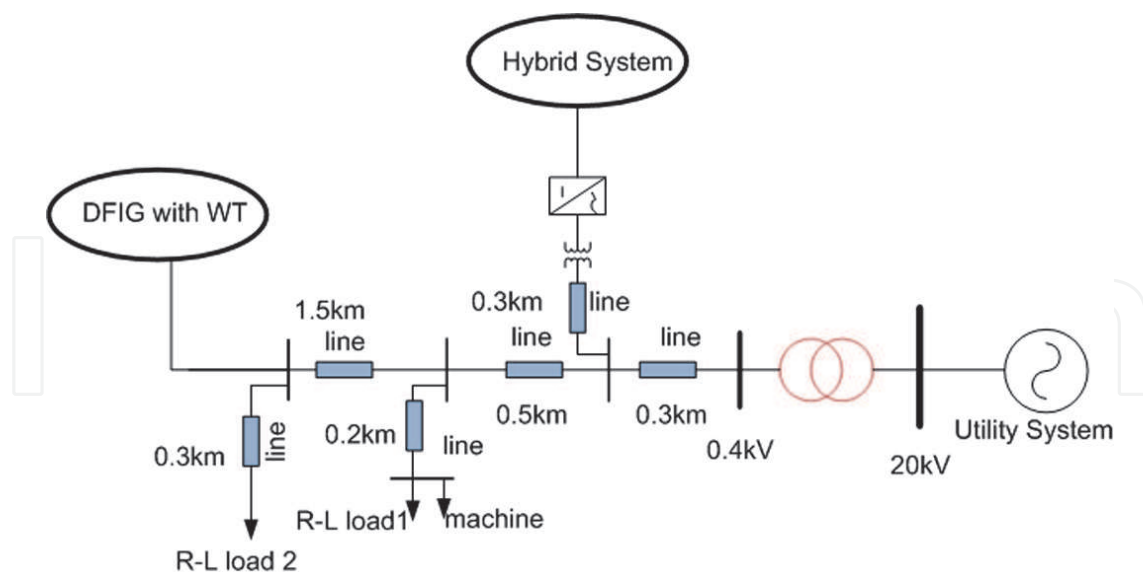 Hybrid System
DFIG with WT
1.5km
line
0.3km
line
line
line
0.5km
0.3km
0.4kV
20kV
Utility System
0.3km
line
0.2km
line
R-L load1
machine
R-L load 2